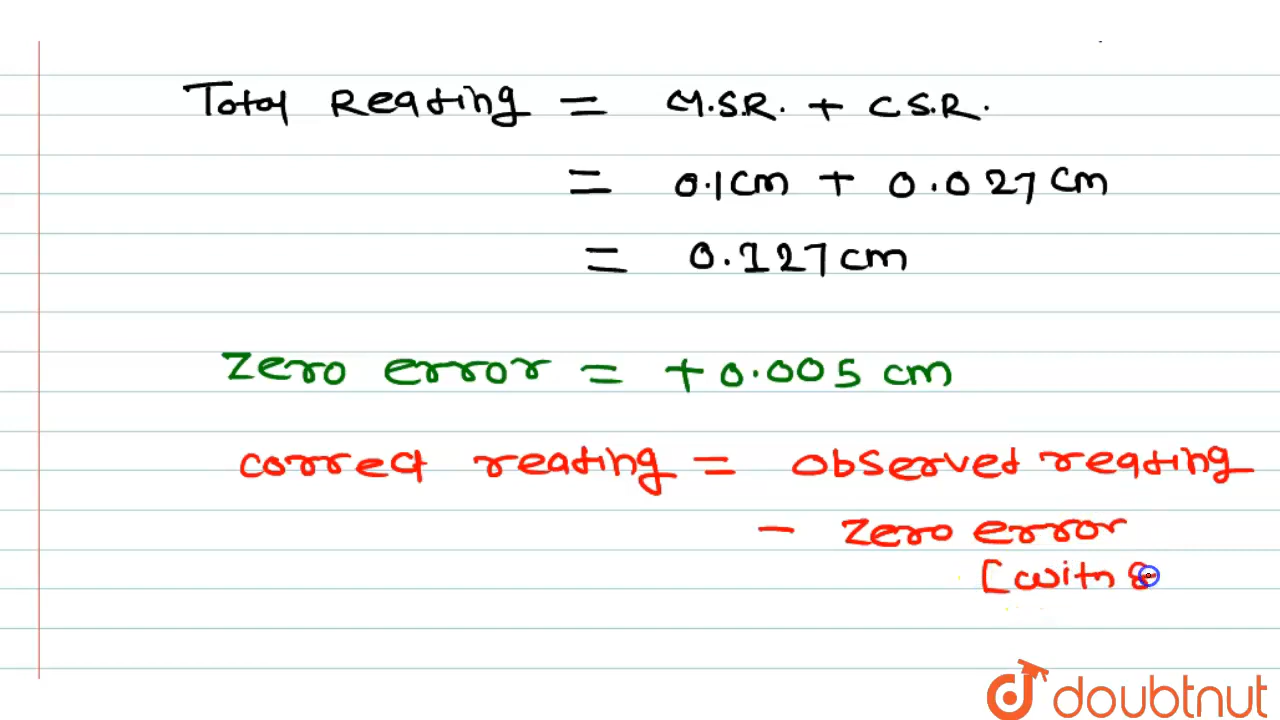 Total Reading = M.S.R. + C.S.R.
= 0.1cm + 0.027 cm
= 0.127 cm
Zero error = +0.005 cm
correct reading = observed reading
- zero error
[with
doubtnut